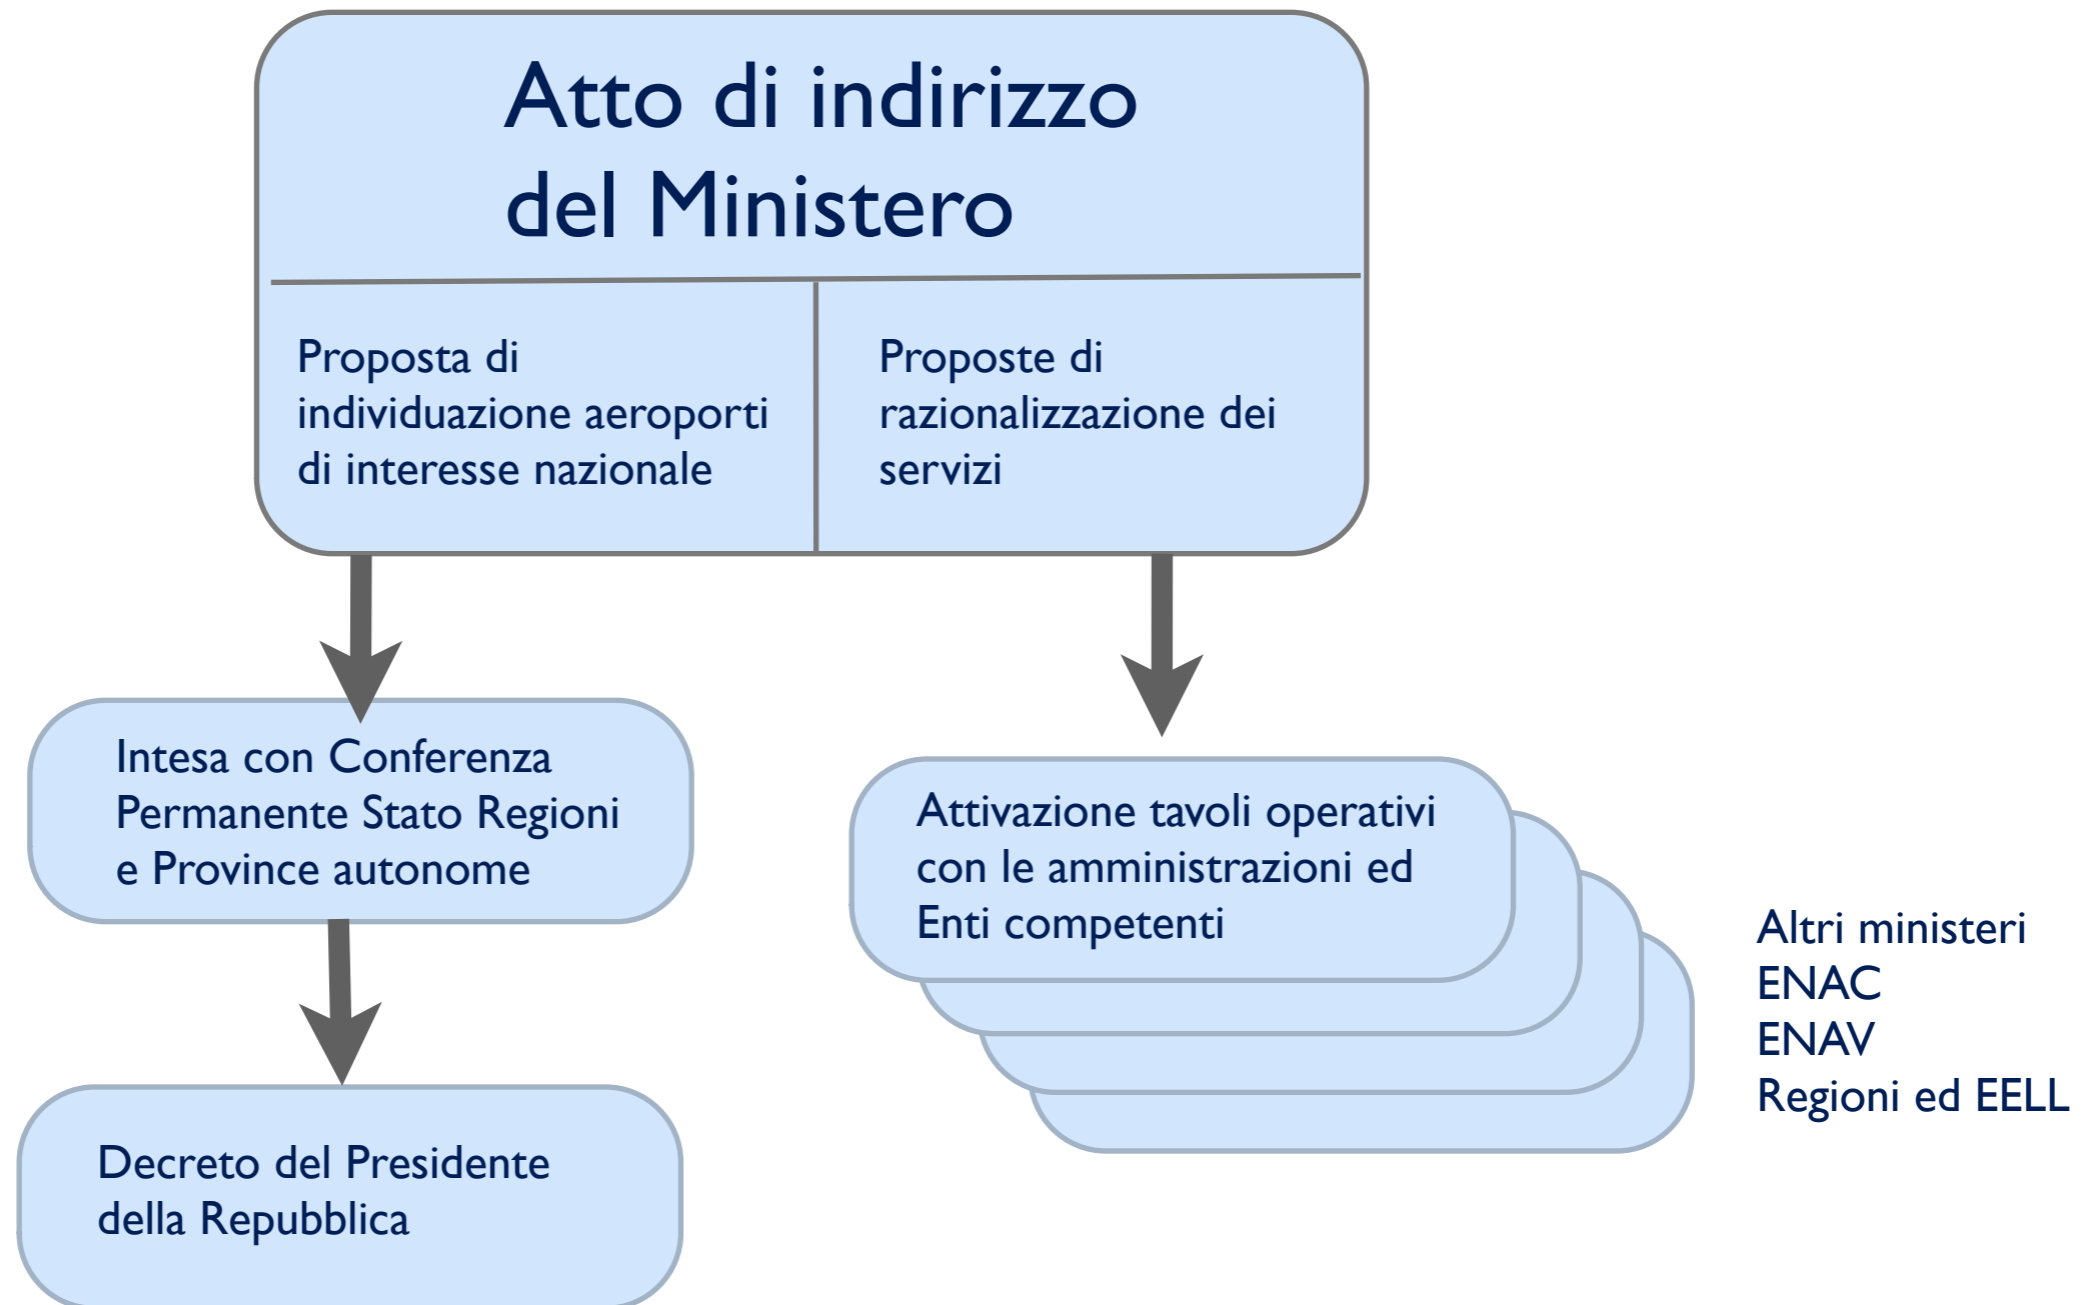 Atto di indirizzo
del Ministero
Proposta di
individuazione aeroporti
di interesse nazionale
Proposte di
razionalizzazione dei
servizi
Intesa con Conferenza
Permanente Stato Regioni
e Province autonome
Attivazione tavoli operativi
con le amministrazioni ed
Enti competenti
Altri ministeri
ENAC
ENAV
Regioni ed EELL
Decreto del Presidente
della Repubblica